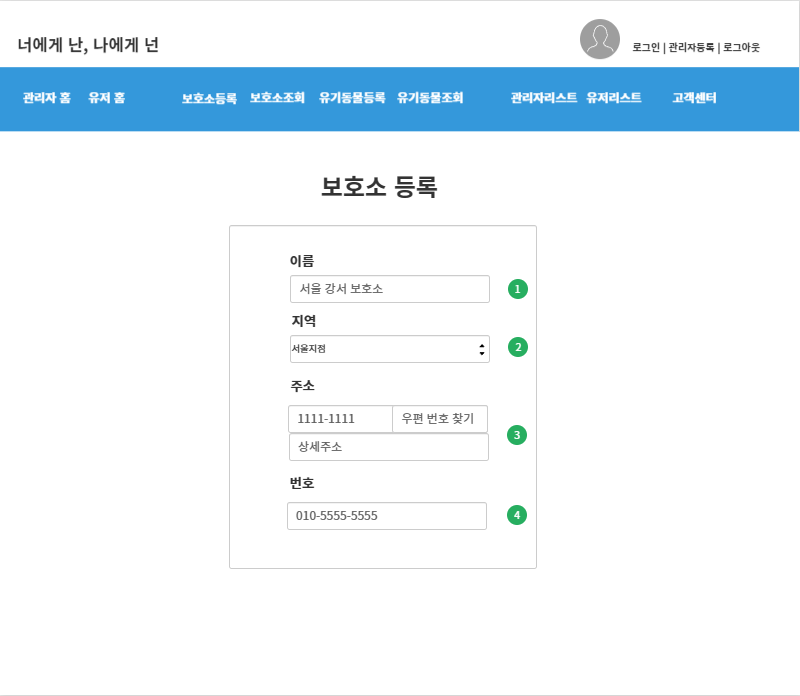 너에게 난, 나에게 넌
로그인 | 관리자등록 | 로그아웃
관리자 홈 유저 홈 보호소등록 보호소조회 유기동물등록 유기동물조회 관리자리스트 유저리스트 고객센터
보호소 등록
이름
서울 강서 보호소 1
지역
서울지점 2
주소
1111-1111 우편 번호 찾기
3
상세주소
번호
010-5555-5555 4